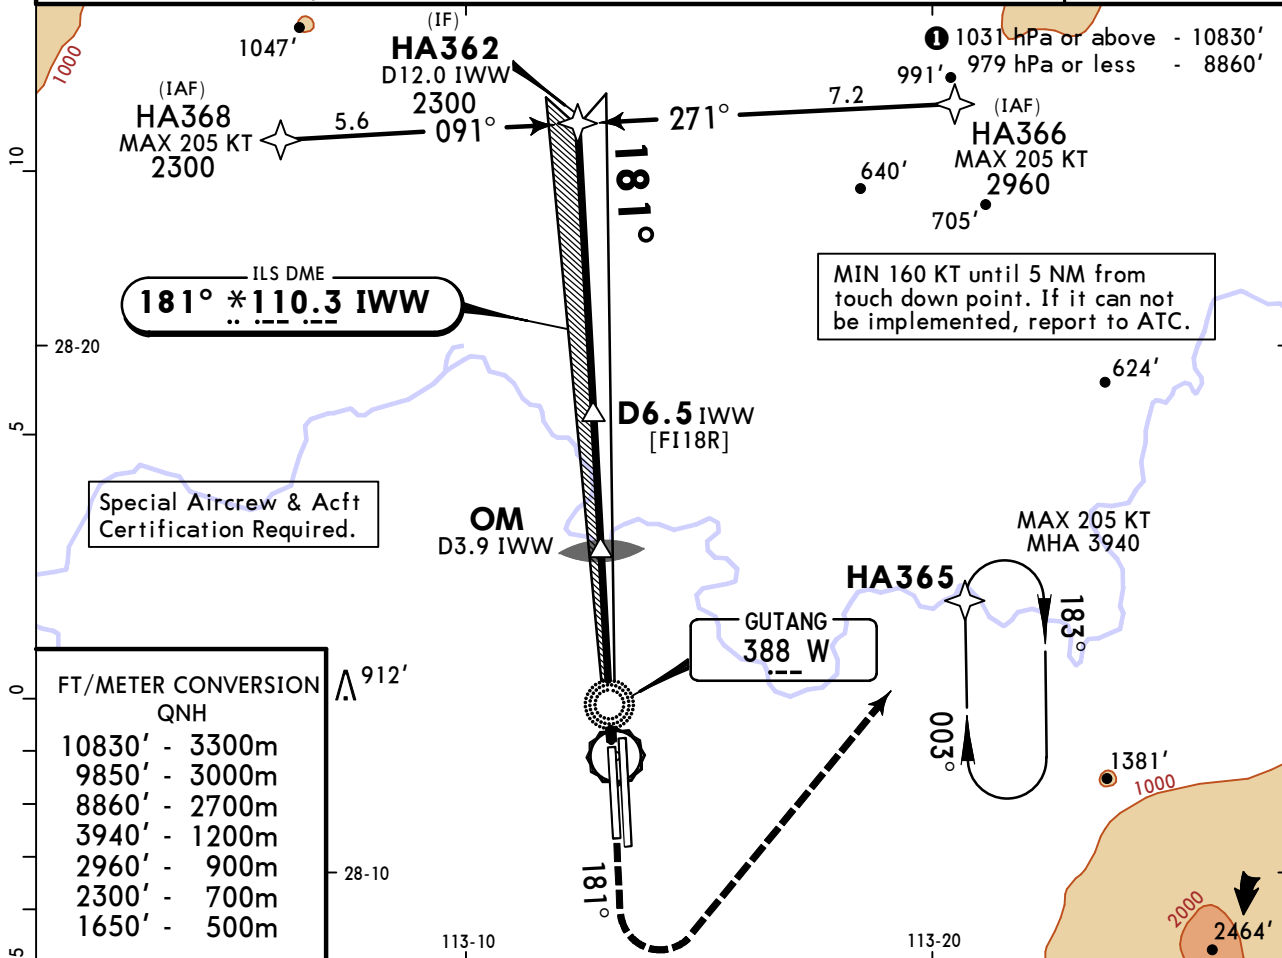 (IF)
HA362
D12.0 IWW
2300
1047'
1000
❶ 1031 hPa or above - 10830'
979 hPa or less - 8860'
991'
(IAF)
HA368
MAX 205 KT
2300
5.6
091°
271°
7.2
(IAF)
HA366
MAX 205 KT
2960
181°
640'
705'
10
ILS DME
181° *110.3 IWW
MIN 160 KT until 5 NM from
touch down point. If it can not
be implemented, report to ATC.
28-20
624'
5
D6.5 IWW
[FI18R]
Special Aircrew & Acft
Certification Required.
OM
D3.9 IWW
MAX 205 KT
MHA 3940
HA365
183°
003°
GUTANG
388 W
912'
0
FT/METER CONVERSION
QNH
10830' - 3300m
9850' - 3000m
8860' - 2700m
3940' - 1200m
2960' - 900m
2300' - 700m
1650' - 500m
1381'
1000
28-10
181°
2000
2464'
5
113-10
113-20